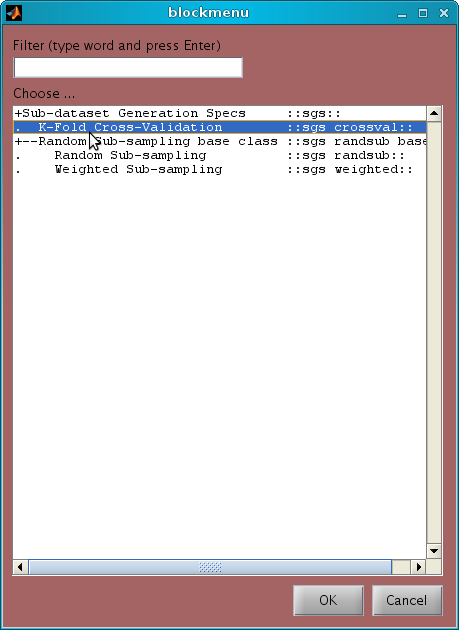 blockmenu
Filter (type word and press Enter)
Choose ...
+Sub-dataset Generation Specs ::sgs::
. K-Fold Cross-Validation ::sgs crossval::
+--Random Sub-sampling base class ::sgs randsub base
. Random Sub-sampling ::sgs randsub::
. Weighted Sub-sampling ::sgs weighted::
OK Cancel